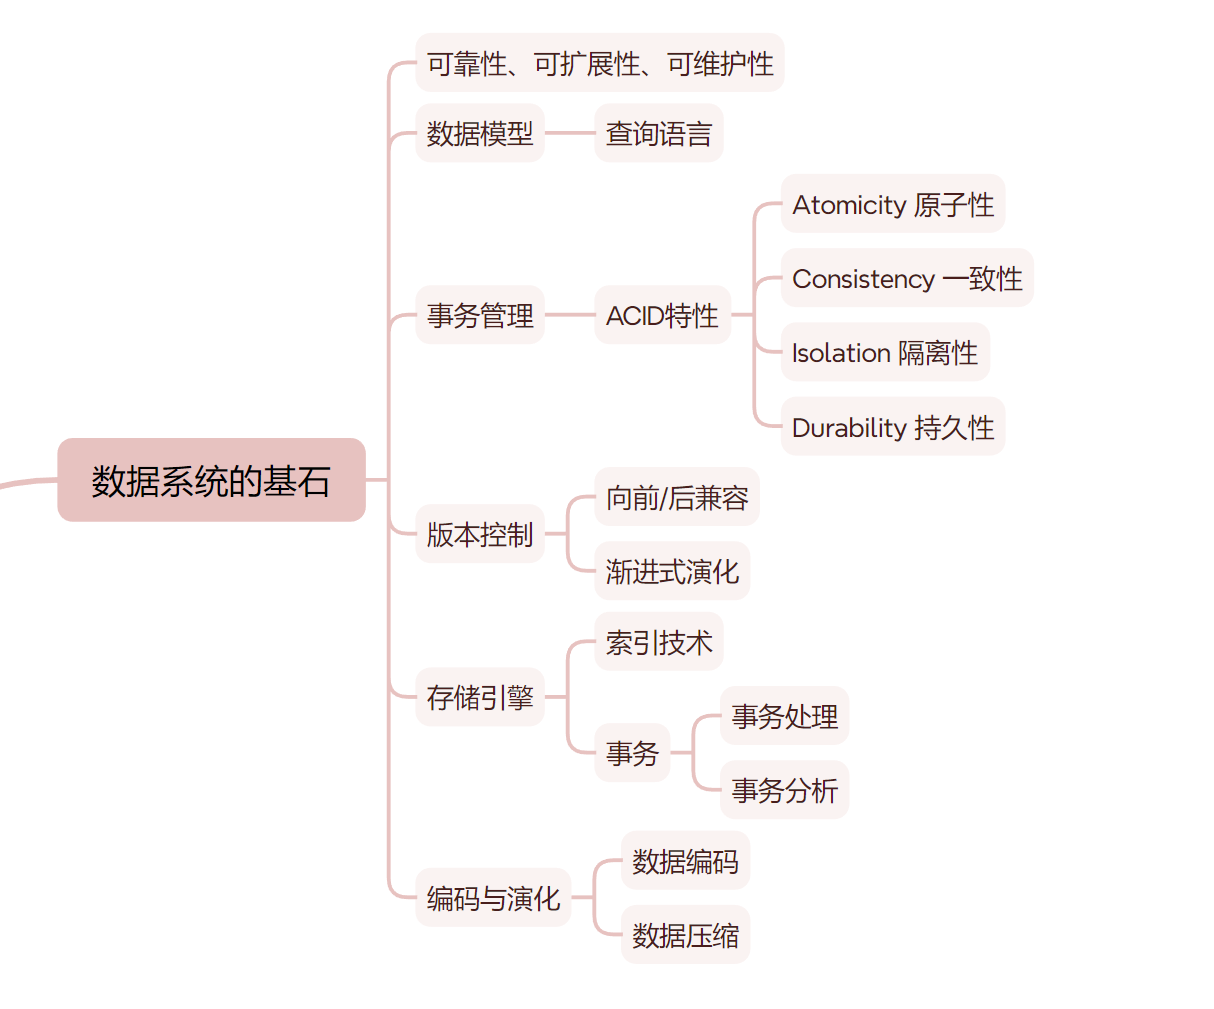 可靠性、可扩展性、可维护性
数据模型
查询语言
Atomicity 原子性
Consistency 一致性
事务管理
ACID特性
Isolation 隔离性
Durability 持久性
数据系统的基石
向前/后兼容
版本控制
渐进式演化
索引技术
存储引擎
事务处理
事务
事务分析
数据编码
编码与演化
数据压缩